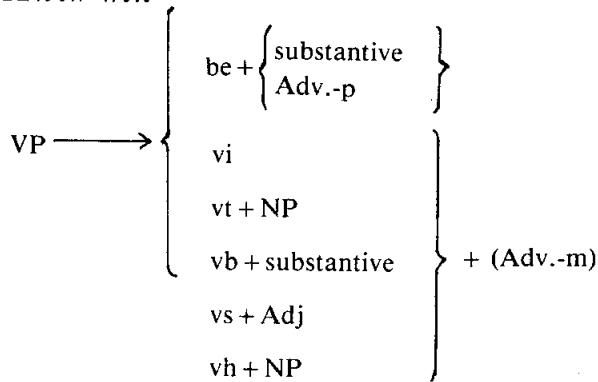 be + substantive
Adv.-p
VP ⟶
vi
vt + NP
vb + substantive
+ (Adv.-m)
vs + Adj
vh + NP